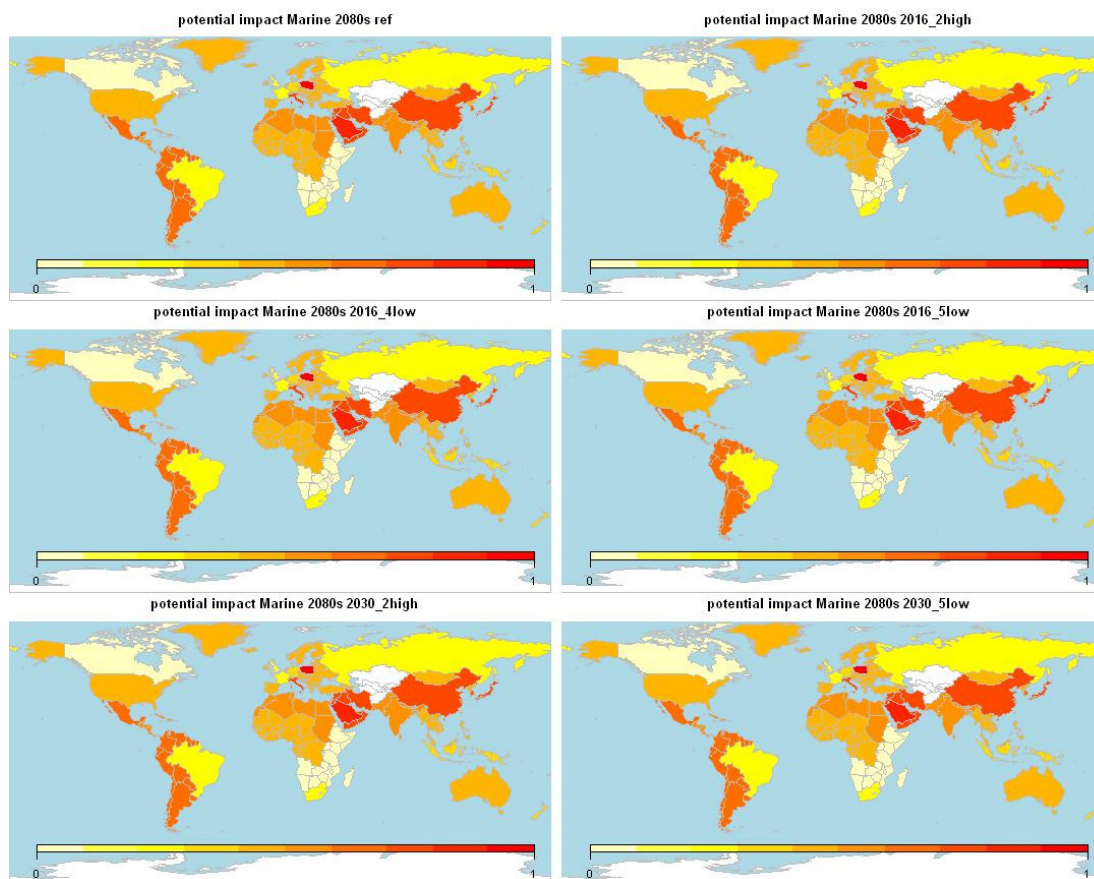 potential impact Marine 2080s ref
potential impact Marine 2080s 2016_2high
0 1
0 1
potential impact Marine 2080s 2016_4low
potential impact Marine 2080s 2016_5low
0 1
0 1
potential impact Marine 2080s 2030_2high
potential impact Marine 2080s 2030_5low
0 1
0 1